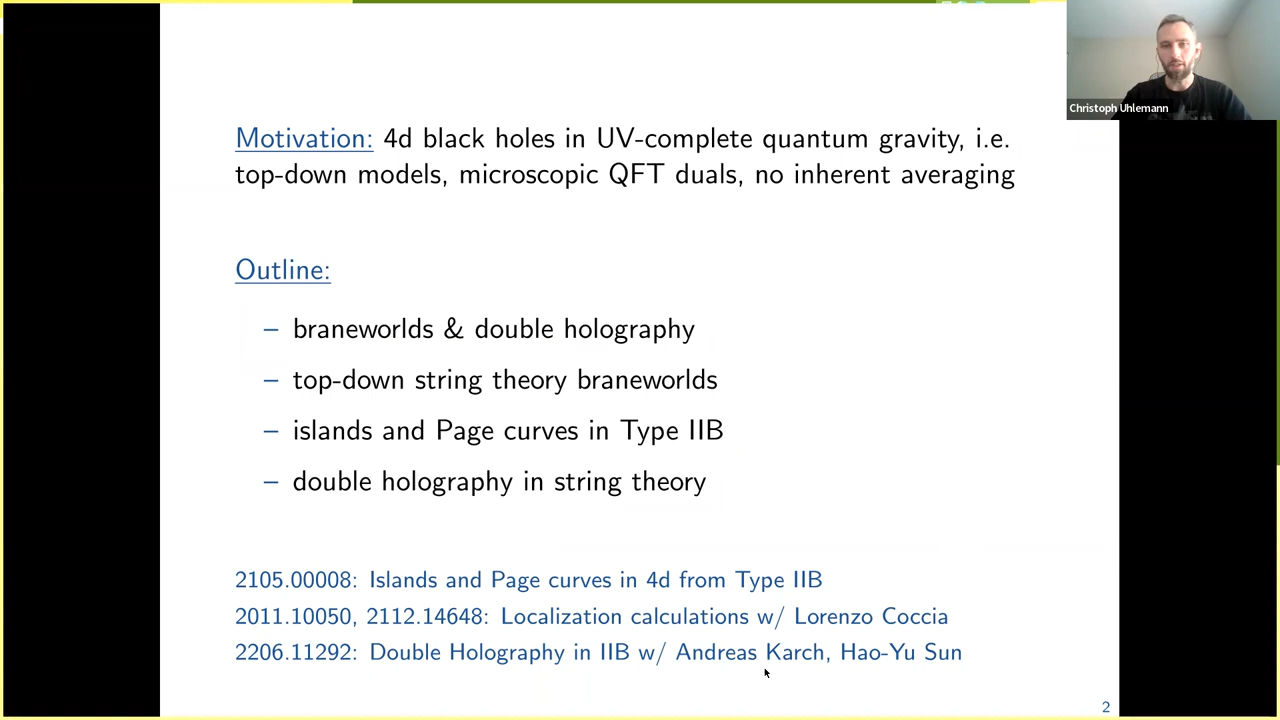 Christoph Uhlemann
Motivation: 4d black holes in UV-complete quantum gravity, i.e.
top-down models, microscopic QFT duals, no inherent averaging
Outline:
– braneworlds & double holography
– top-down string theory braneworlds
– islands and Page curves in Type IIB
– double holography in string theory
2105.00008: Islands and Page curves in 4d from Type IIB
2011.10050, 2112.14648: Localization calculations w/ Lorenzo Coccia
2206.11292: Double Holography in IIB w/ Andreas Karch, Hao-Yu Sun
2